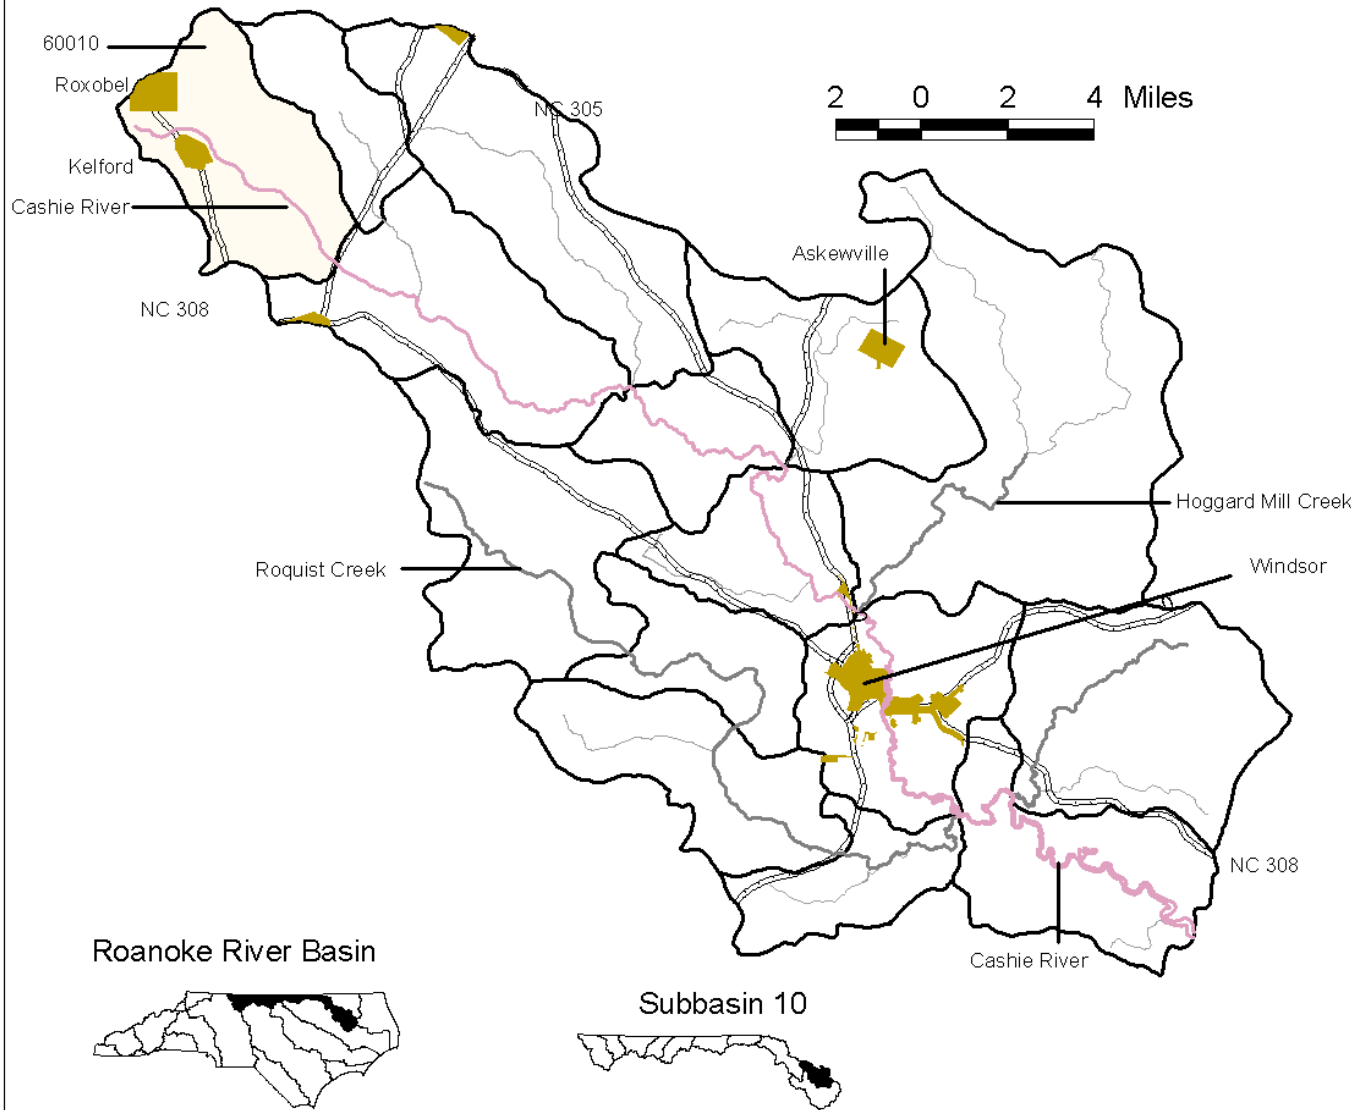 60010
Roxobel
NC 305
2 0 2 4 Miles
Kelford
Cashie River
Askewville
NC 308
Hoggard Mill Creek
Roquist Creek
Windsor
NC 308
Cashie River
Roanoke River Basin
Subbasin 10